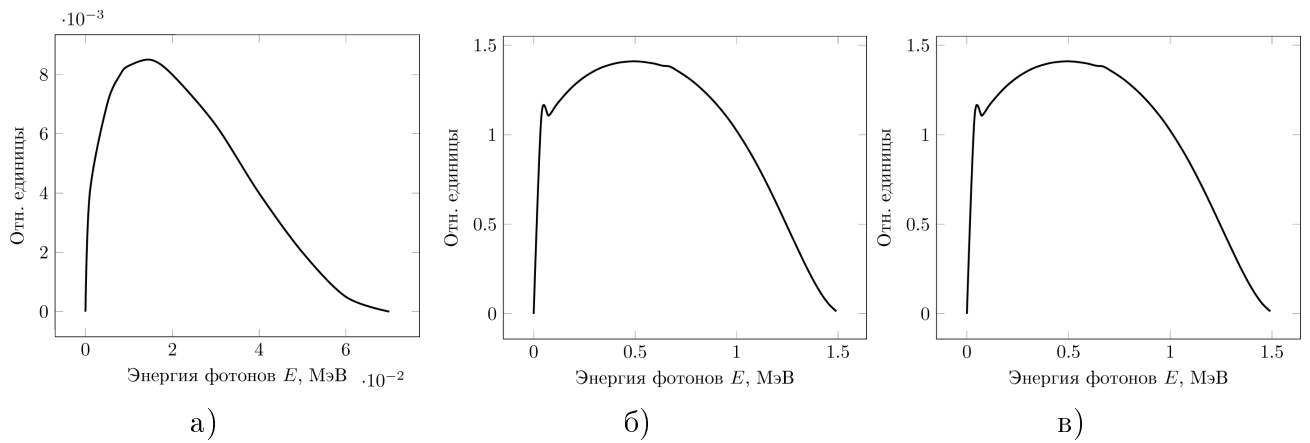 ·10⁻³
Отн. единицы
8
6
4
2
0
0 2 4 6
Энергия фотонов E, МэВ ·10⁻²
а)
Отн. единицы
1.5
1
0.5
0
0 0.5 1 1.5
Энергия фотонов E, МэВ
б)
Отн. единицы
1.5
1
0.5
0
0 0.5 1 1.5
Энергия фотонов E, МэВ
в)